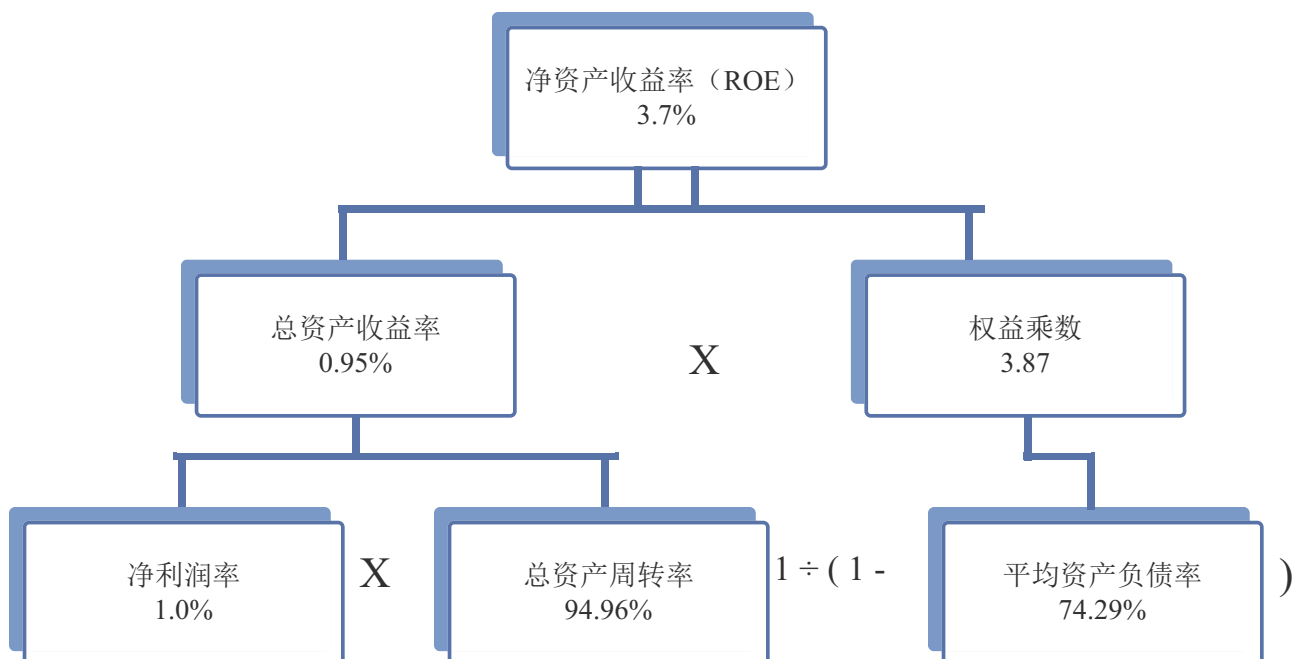 净资产收益率（ROE）
3.7%
总资产收益率
0.95%
X
权益乘数
3.87
净利润率
1.0%
X
总资产周转率
94.96%
1 ÷ ( 1 -
平均资产负债率
74.29%
)